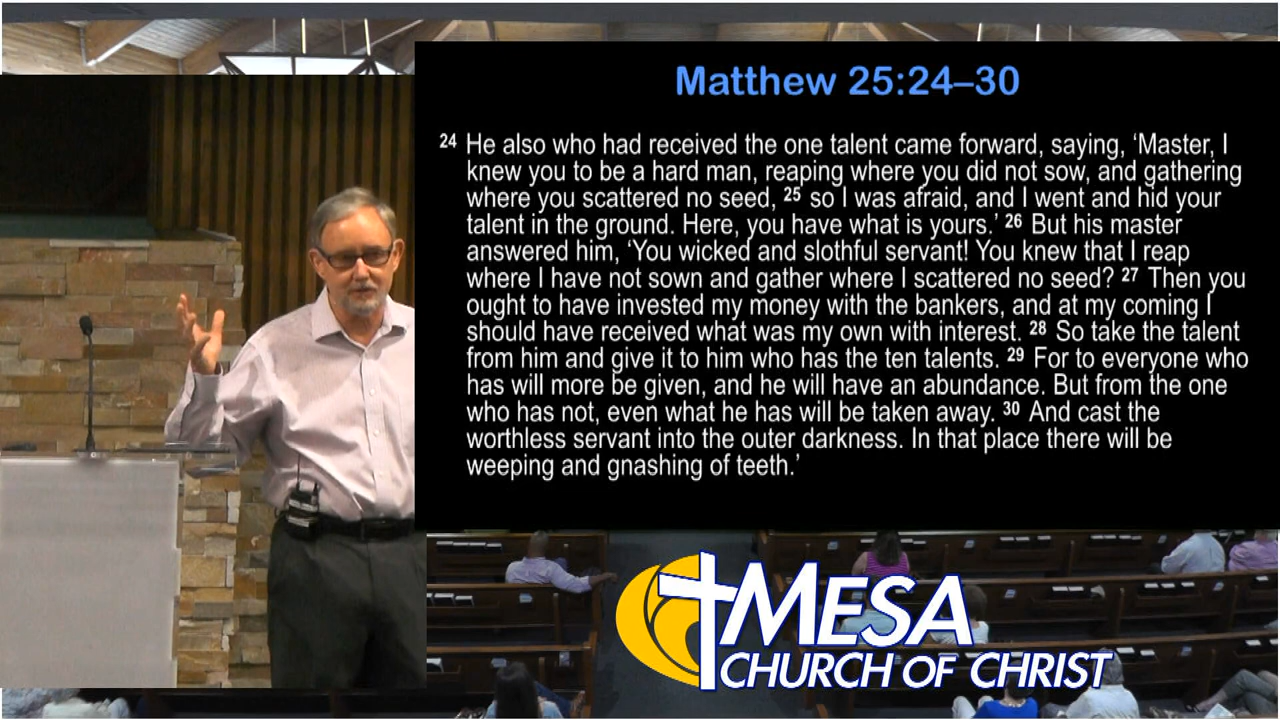 Matthew 25:24–30
24 He also who had received the one talent came forward, saying, ‘Master, I
knew you to be a hard man, reaping where you did not sow, and gathering
where you scattered no seed, 25 so I was afraid, and I went and hid your
talent in the ground. Here, you have what is yours.’ 26 But his master
answered him, ‘You wicked and slothful servant! You knew that I reap
where I have not sown and gather where I scattered no seed? 27 Then you
ought to have invested my money with the bankers, and at my coming I
should have received what was my own with interest. 28 So take the talent
from him and give it to him who has the ten talents. 29 For to everyone who
has will more be given, and he will have an abundance. But from the one
who has not, even what he has will be taken away. 30 And cast the
worthless servant into the outer darkness. In that place there will be
weeping and gnashing of teeth.’
MESA
CHURCH OF CHRIST